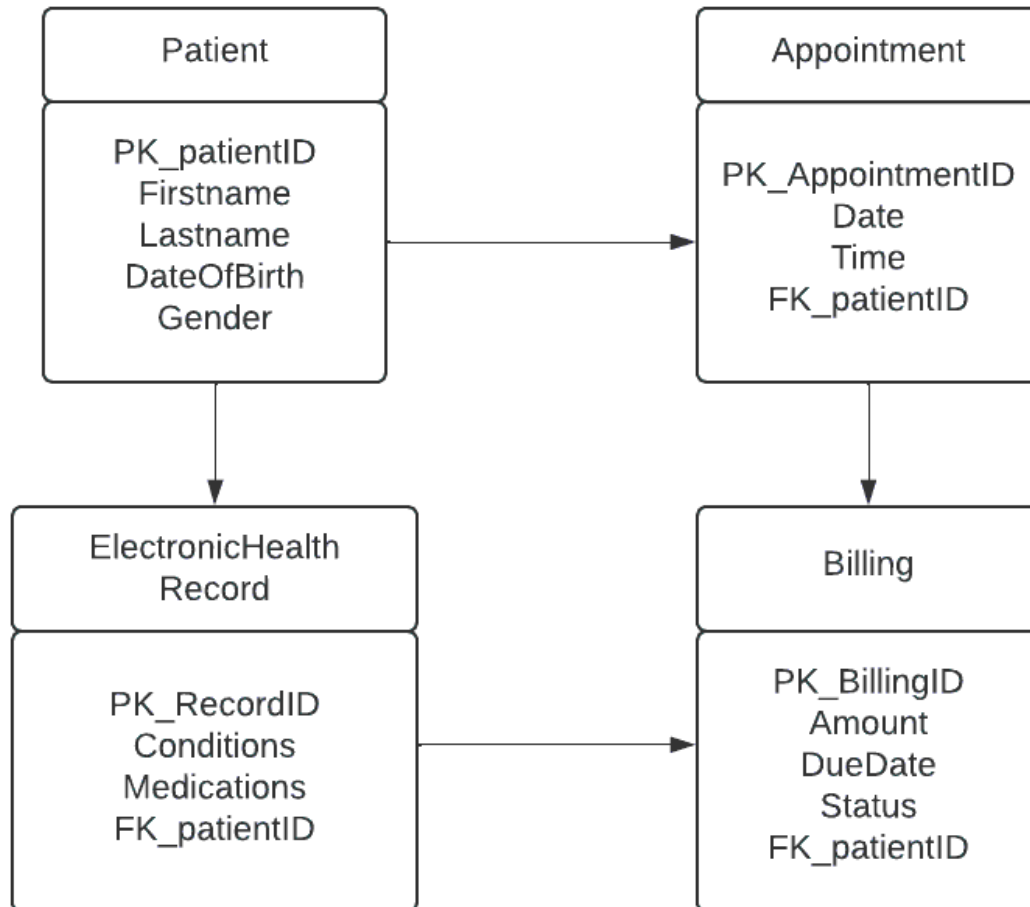 Patient
PK_patientID
Firstname
Lastname
DateOfBirth
Gender
Appointment
PK_AppointmentID
Date
Time
FK_patientID
ElectronicHealth
Record
PK_RecordID
Conditions
Medications
FK_patientID
Billing
PK_BillingID
Amount
DueDate
Status
FK_patientID